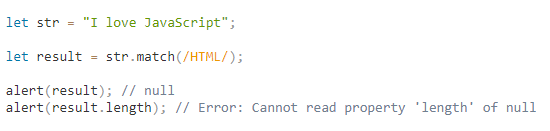 let str = "I love JavaScript";
let result = str.match(/HTML/);
alert(result); // null
alert(result.length); // Error: Cannot read property 'length' of null